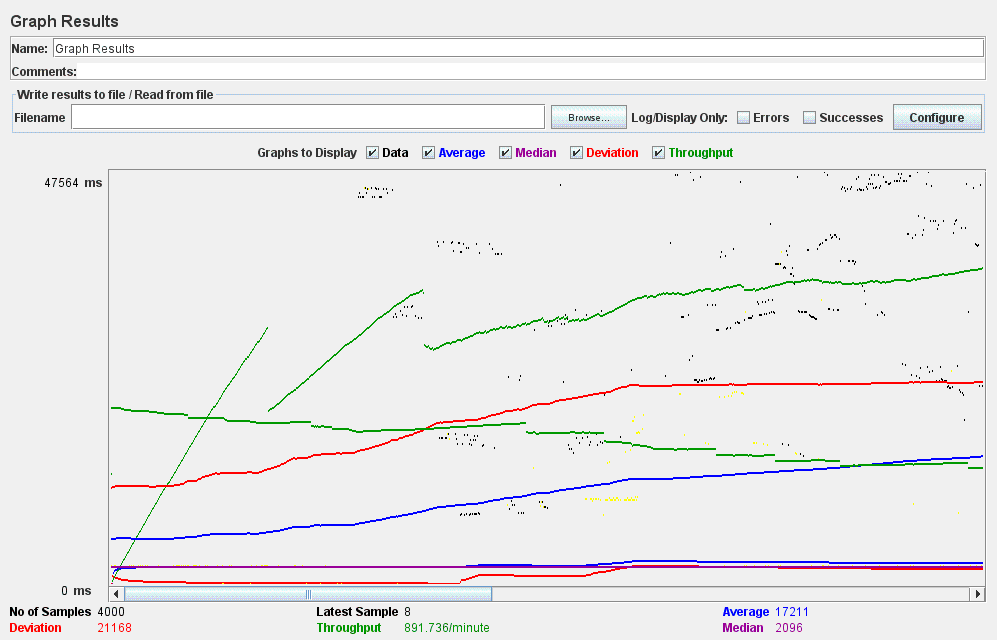 Graph Results
Name: Graph Results
Comments:
Write results to file / Read from file
Filename Browse... Log/Display Only: Errors Successes Configure
Graphs to Display Data Average Median Deviation Throughput
47564 ms
0 ms
No of Samples 4000 Latest Sample 8 Average 17211
Deviation 21168 Throughput 891.736/minute Median 2096